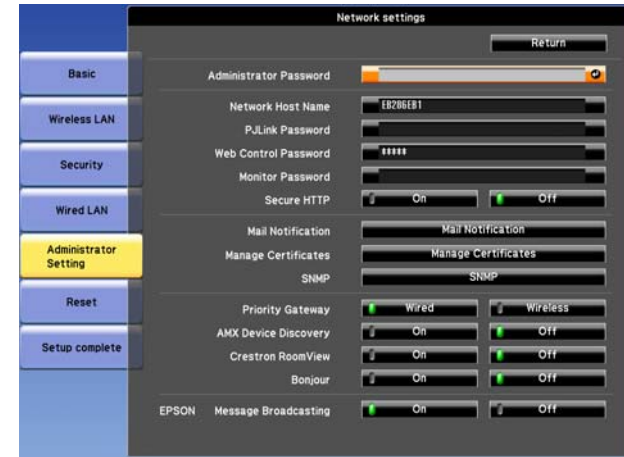 Network settings
Return
Basic
Administrator Password
Wireless LAN
Network Host Name EB286EB1
PJLink Password
Security
Web Control Password *****
Monitor Password
Wired LAN
Secure HTTP On Off
Mail Notification Mail Notification
Administrator
Setting
Manage Certificates Manage Certificates
SNMP SNMP
Reset
Priority Gateway Wired Wireless
AMX Device Discovery On Off
Setup complete
Crestron RoomView On Off
Bonjour On Off
EPSON Message Broadcasting On Off